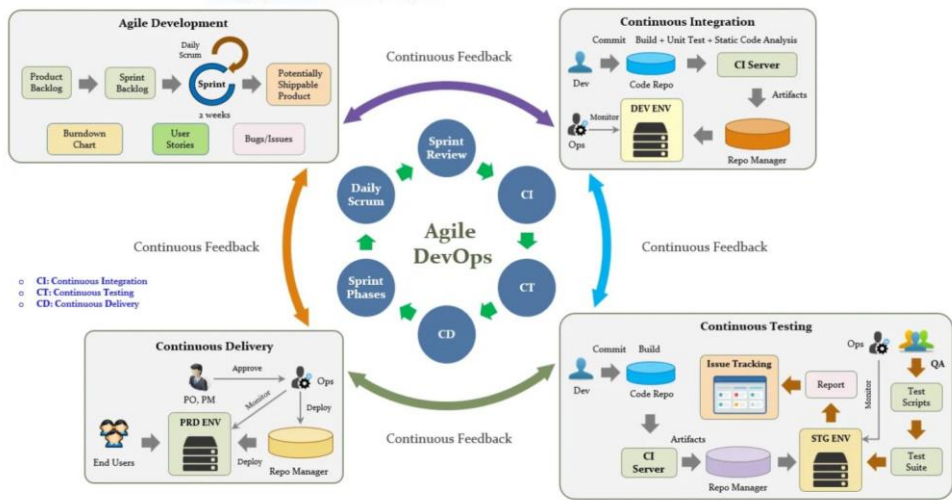 Agile Development
Daily
Scrum
Product
Backlog
Sprint
Backlog
Sprint
2 weeks
Potentially
Shippable
Product
Burndown
Chart
User
Stories
Bugs/Issues
Continuous Feedback
Continuous Integration
Commit
Build + Unit Test + Static Code Analysis
Dev
Code Repo
CI Server
Artifacts
DEV ENV
Monitor
Ops
Repo Manager
Sprint
Review
Daily
Scrum
CI
Agile
DevOps
Sprint
Phases
CT
CD
Continuous Feedback
Continuous Feedback
CI: Continuous Integration
CT: Continuous Testing
CD: Continuous Delivery
Continuous Delivery
Approve
PO, PM
Ops
Monitor
Deploy
PRD ENV
End Users
Deploy
Repo Manager
Continuous Feedback
Continuous Testing
Commit
Build
Dev
Code Repo
Issue Tracking
Ops
QA
Report
Monitor
Test
Scripts
CI
Server
Artifacts
Repo Manager
STG ENV
Test
Suite